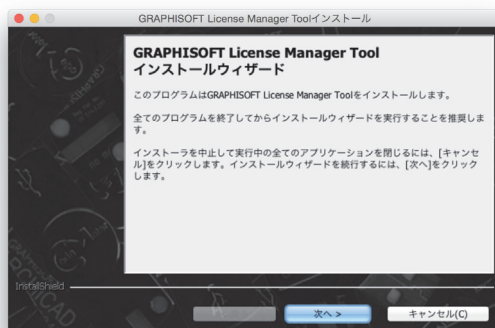 GRAPHISOFT License Manager Toolインストール
GRAPHISOFT License Manager Tool
インストールウィザード
このプログラムはGRAPHISOFT License Manager Toolをインストールします。
全てのプログラムを終了してからインストールウィザードを実行することを推奨しま
す。
インストーラを中止して実行中の全てのアプリケーションを閉じるには、[キャンセ
ル]をクリックします。インストールウィザードを続行するには、[次へ]をクリック
します。
InstallShield
次へ >
キャンセル(C)